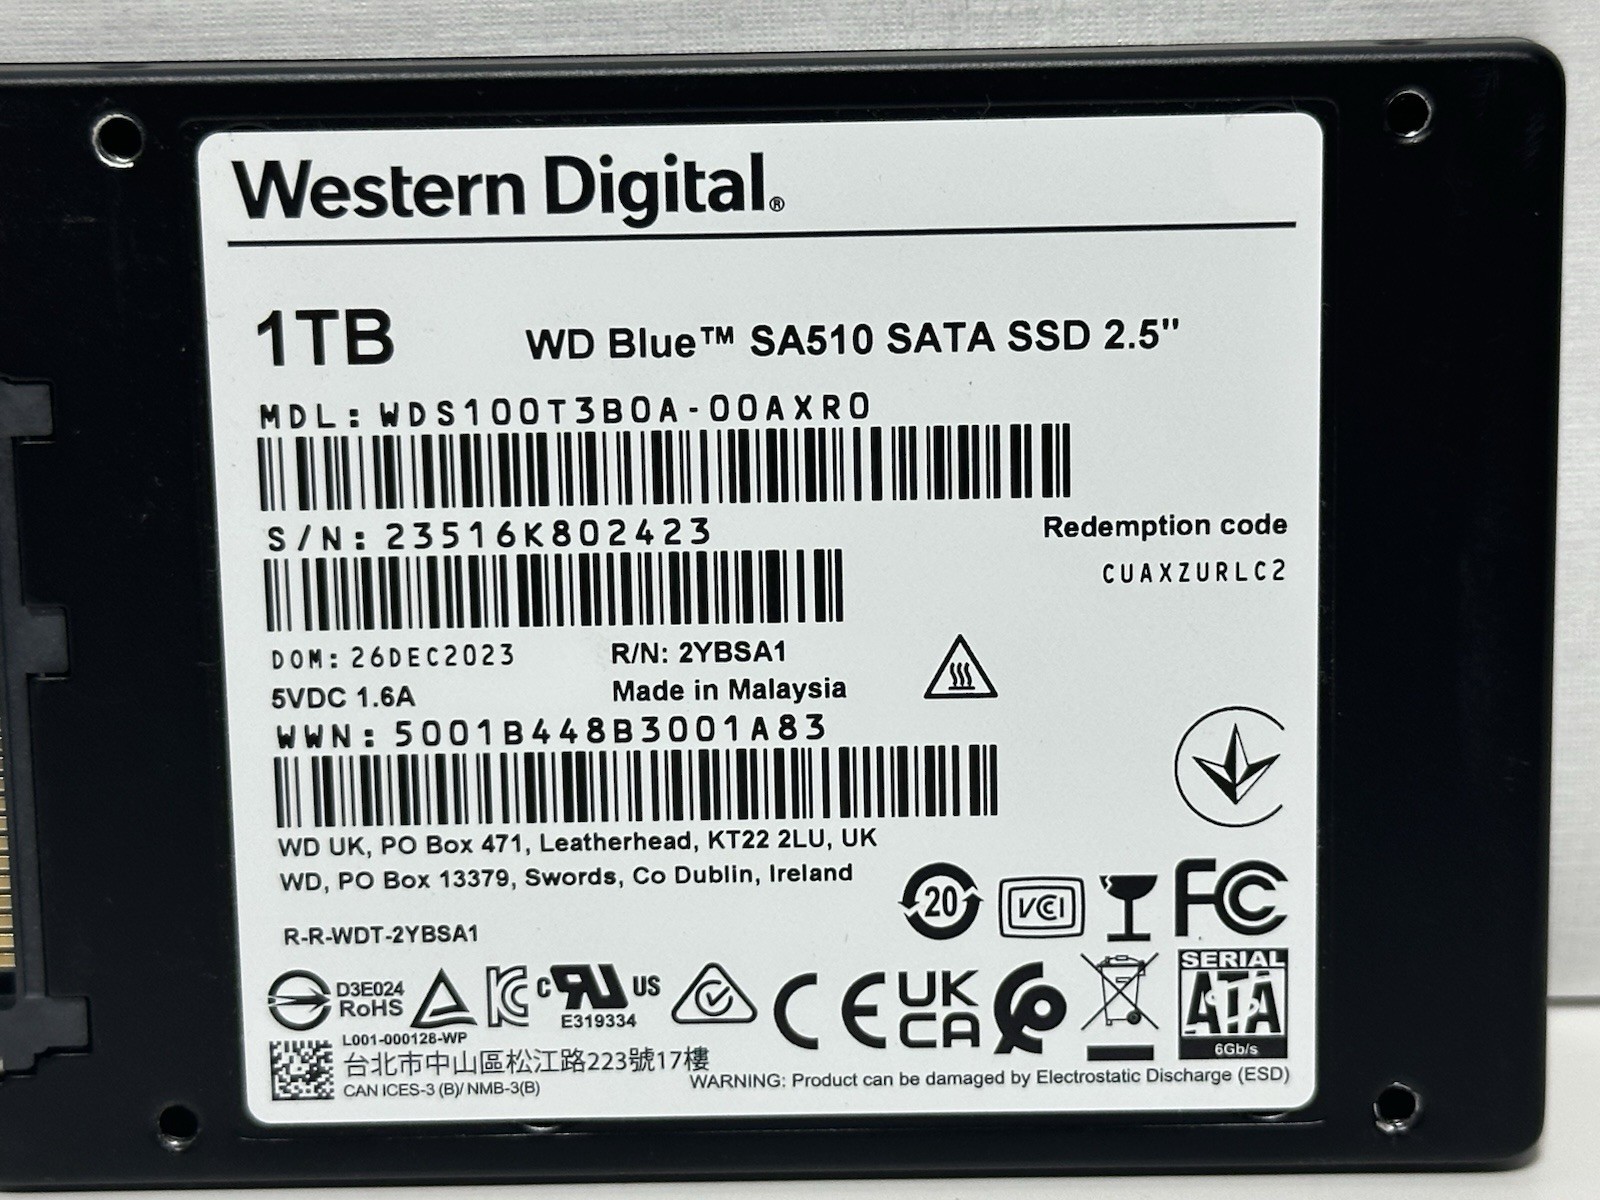 Western Digital®
1TB WD Blue™ SA510 SATA SSD 2.5"
MDL: WDS100T3B0A-00AXR0
S/N: 23516K802423
Redemption code
CUAXZURLC2
DOM: 26DEC2023 R/N: 2YBSA1
5VDC 1.6A Made in Malaysia
WWN: 5001B448B3001A83
WD UK, PO Box 471, Leatherhead, KT22 2LU, UK
WD, PO Box 13379, Swords, Co Dublin, Ireland
20 VCCI FC
R-R-WDT-2YBSA1
D3E024
RoHS
c RU US
E319334
CE
UK
CA
SERIAL
ATA
6Gb/s
L001-000128-WP
台北市中山區松江路223號17樓
CAN ICES-3 (B)/ NMB-3(B)
WARNING: Product can be damaged by Electrostatic Discharge (ESD)